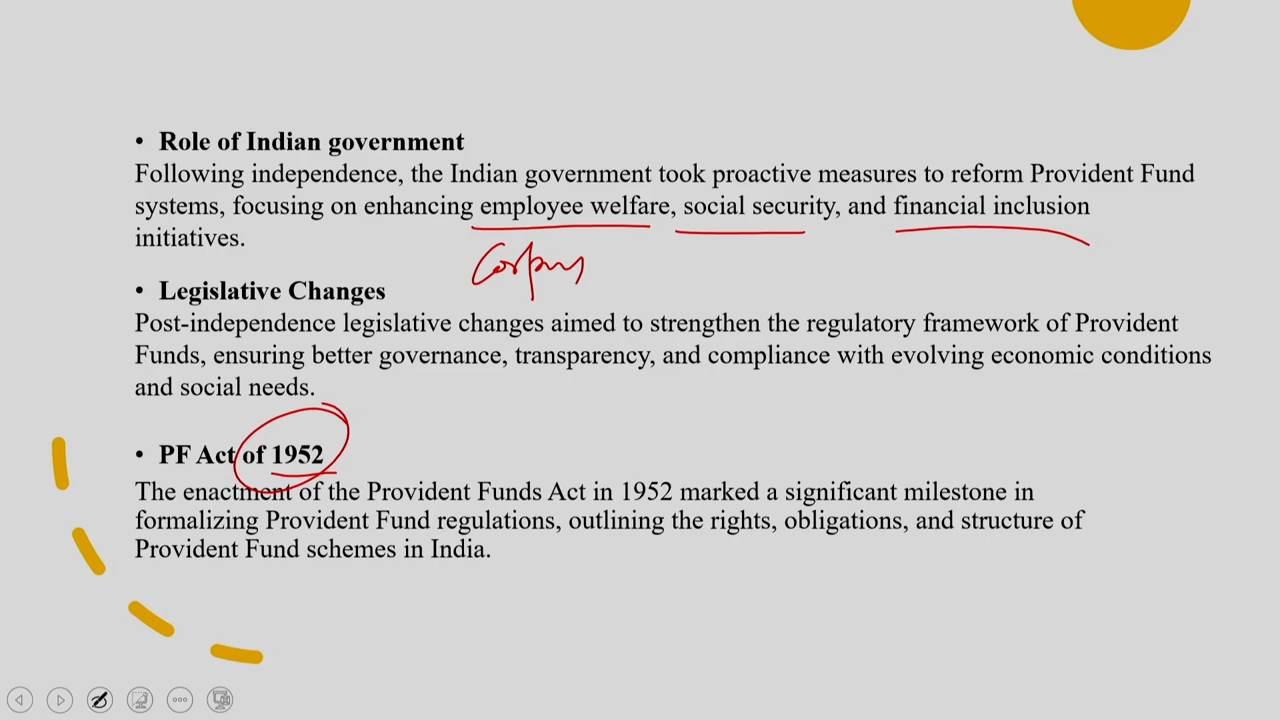 • Role of Indian government
Following independence, the Indian government took proactive measures to reform Provident Fund
systems, focusing on enhancing employee welfare, social security, and financial inclusion
initiatives.
Corpus
• Legislative Changes
Post-independence legislative changes aimed to strengthen the regulatory framework of Provident
Funds, ensuring better governance, transparency, and compliance with evolving economic conditions
and social needs.
• PF Act of 1952
The enactment of the Provident Funds Act in 1952 marked a significant milestone in
formalizing Provident Fund regulations, outlining the rights, obligations, and structure of
Provident Fund schemes in India.